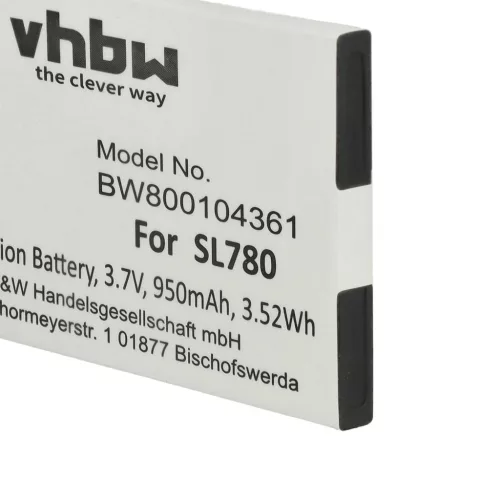 vhbw
the clever way
Model No.
BW800104361
For SL780
ion Battery, 3.7V, 950mAh, 3.52Wh
&W Handelsgesellschaft mbH
hormeyerstr. 1 01877 Bischofswerda